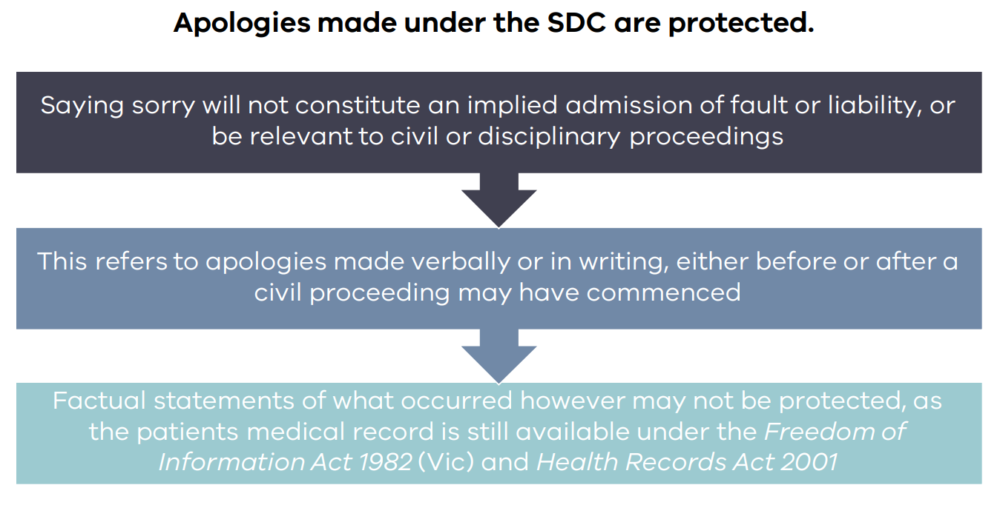 Apologies made under the SDC are protected.
Saying sorry will not constitute an implied admission of fault or liability, or
be relevant to civil or disciplinary proceedings
This refers to apologies made verbally or in writing, either before or after a
civil proceeding may have commenced
Factual statements of what occurred however may not be protected, as
the patients medical record is still available under the Freedom of
Information Act 1982 (Vic) and Health Records Act 2001